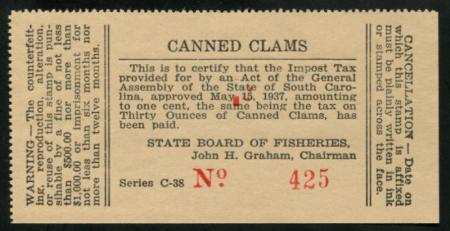 WARNING—The counterfeit-
ing, reproduction, alteration,
or reuse of this stamp is pun-
ishable by a fine of not less
than $500.00 nor more than
$1,000.00 or imprisonment for
not less than six months nor
more than twelve months.
CANNED CLAMS
This is to certify that the Impost Tax
provided for by an Act of the General
Assembly of the State of South Caro-
lina, approved May 15, 1937, amounting
to one cent, the same being the tax on
Thirty Ounces of Canned Clams, has
been paid.
STATE BOARD OF FISHERIES,
John H. Graham, Chairman
Series C-38 No. 425
CANCELLATION—Date on
which this stamp is affixed
must be plainly written in ink
or stamped across the face.